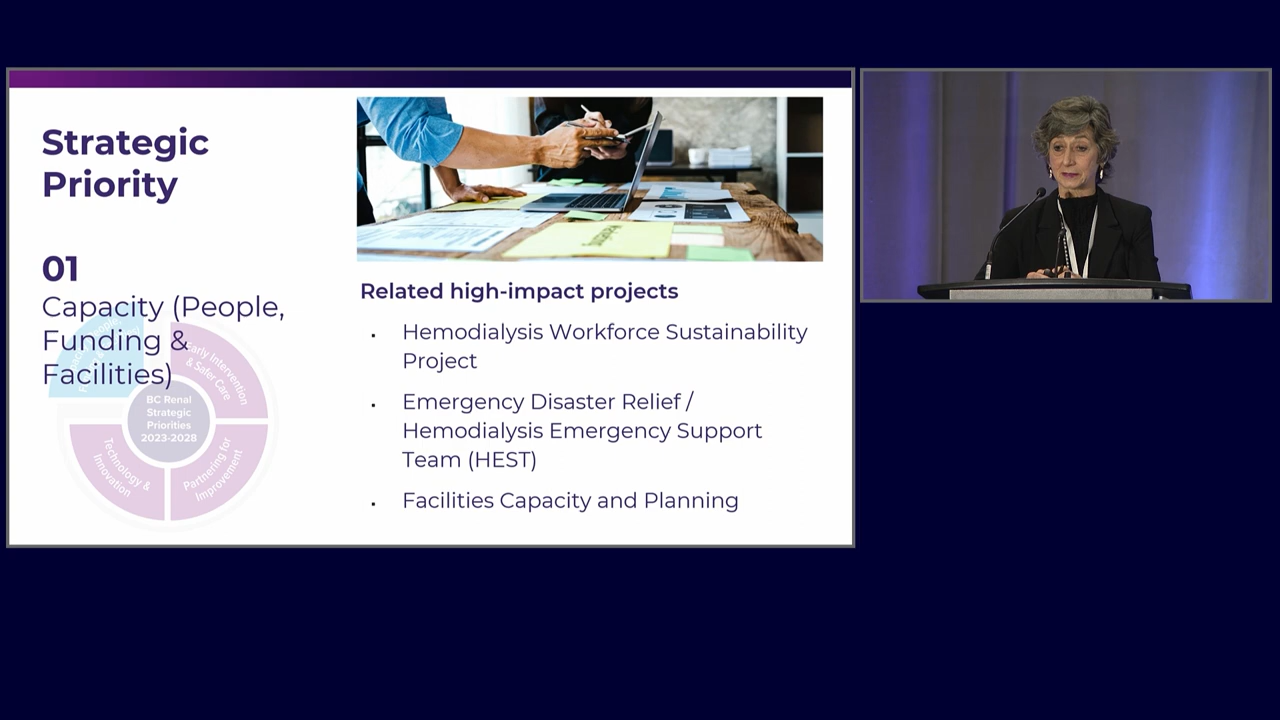 Strategic
Priority
01
Capacity (People,
Funding &
Facilities)
Early Intervention
& Safer Care
BC Renal
Strategic
Priorities
2023-2028
Technology &
Innovation
Partnering for
Improvement
Related high-impact projects
Hemodialysis Workforce Sustainability
Project
Emergency Disaster Relief /
Hemodialysis Emergency Support
Team (HEST)
Facilities Capacity and Planning